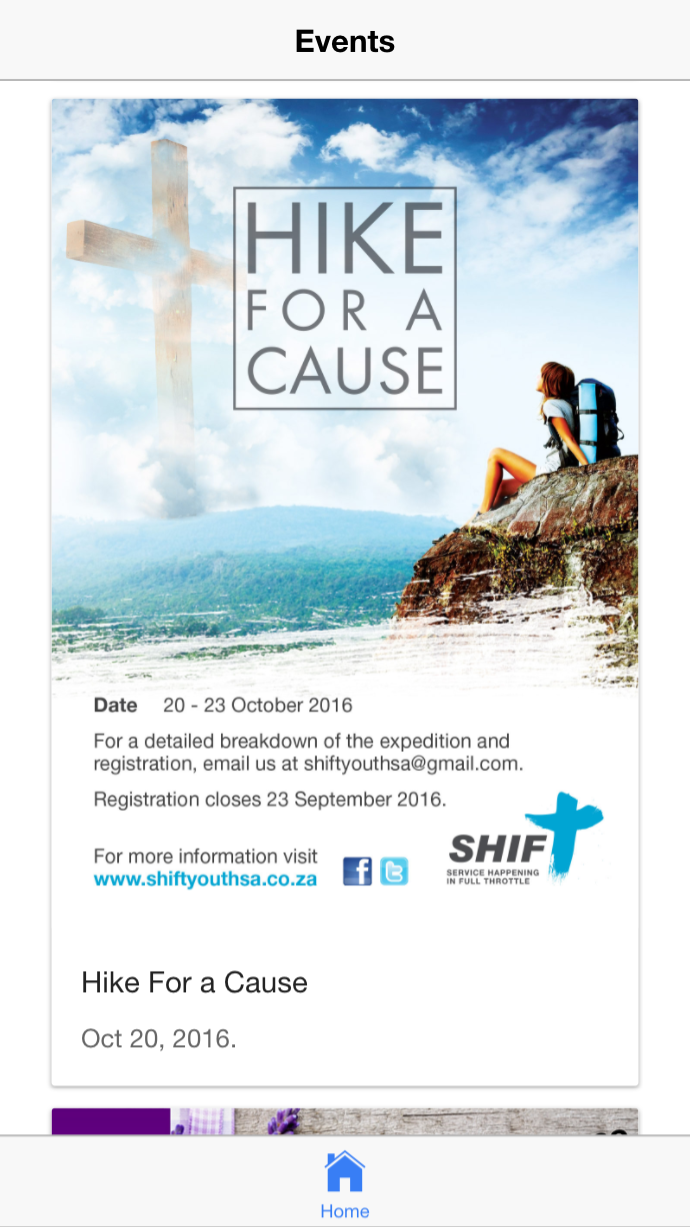 Events
HIKE
FOR A
CAUSE
Date 20 - 23 October 2016
For a detailed breakdown of the expedition and
registration, email us at shiftyouthsa@gmail.com.
Registration closes 23 September 2016.
For more information visit
www.shiftyouthsa.co.za
SHIFT
SERVICE HAPPENING
IN FULL THROTTLE
Hike For a Cause
Oct 20, 2016.
Home